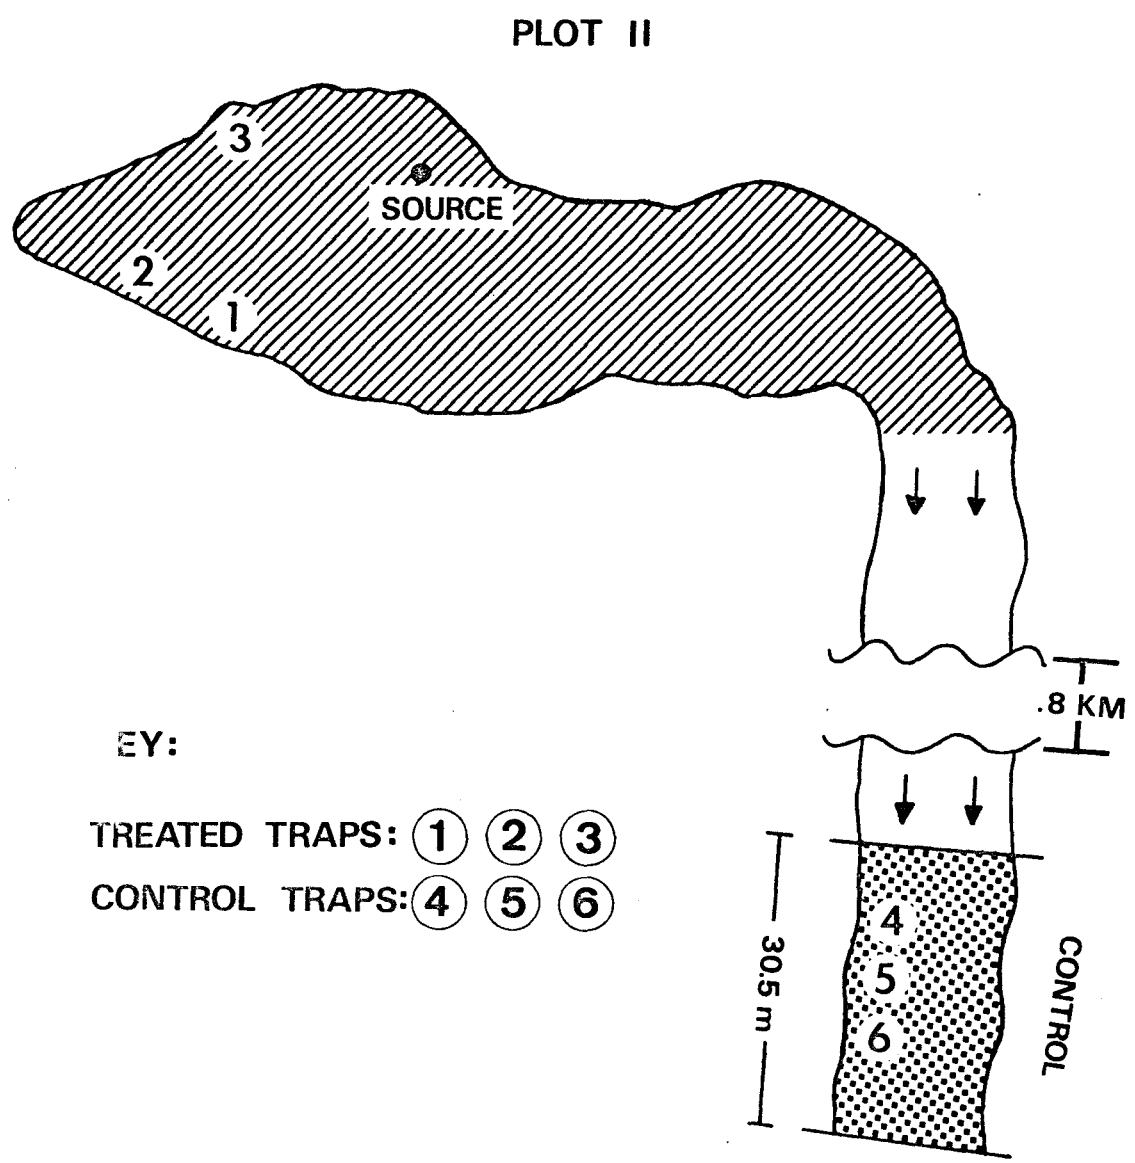 PLOT II
3
SOURCE
2
1
.8 KM
EY:
TREATED TRAPS: 1 2 3
CONTROL TRAPS: 4 5 6
4
5
6
30.5 m
CONTROL